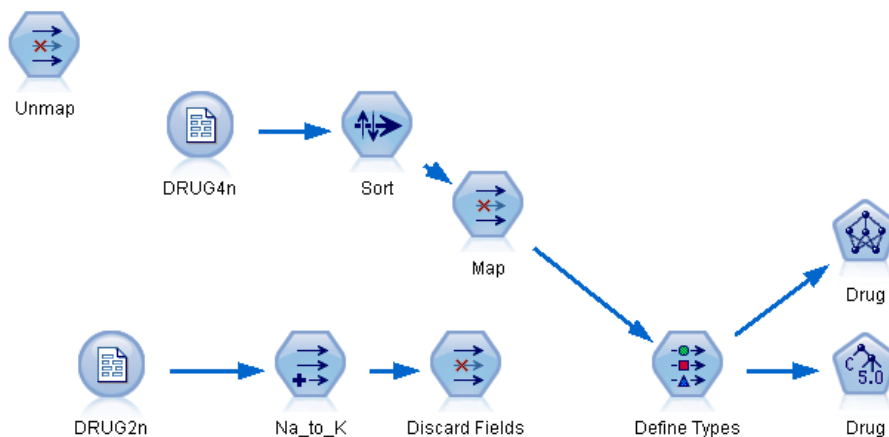 Unmap
DRUG4n
Sort
Map
Drug
DRUG2n
Na_to_K
Discard Fields
Define Types
C 5.0
Drug